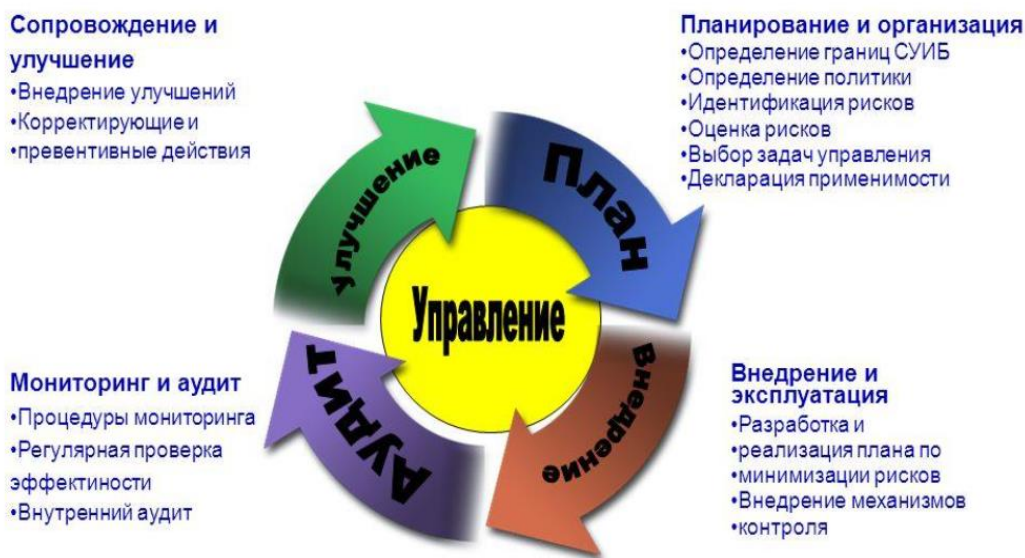 Сопровождение и
улучшение
•Внедрение улучшений
•Корректирующие и
•превентивные действия
Планирование и организация
•Определение границ СУИБ
•Определение политики
•Идентификация рисков
•Оценка рисков
•Выбор задач управления
•Декларация применимости
улучшение
План
Управление
Аудит
Внедрение
Мониторинг и аудит
•Процедуры мониторинга
•Регулярная проверка
эффектиности
•Внутренний аудит
Внедрение и
эксплуатация
•Разработка и
•реализация плана по
•минимизации рисков
•Внедрение механизмов
•контроля